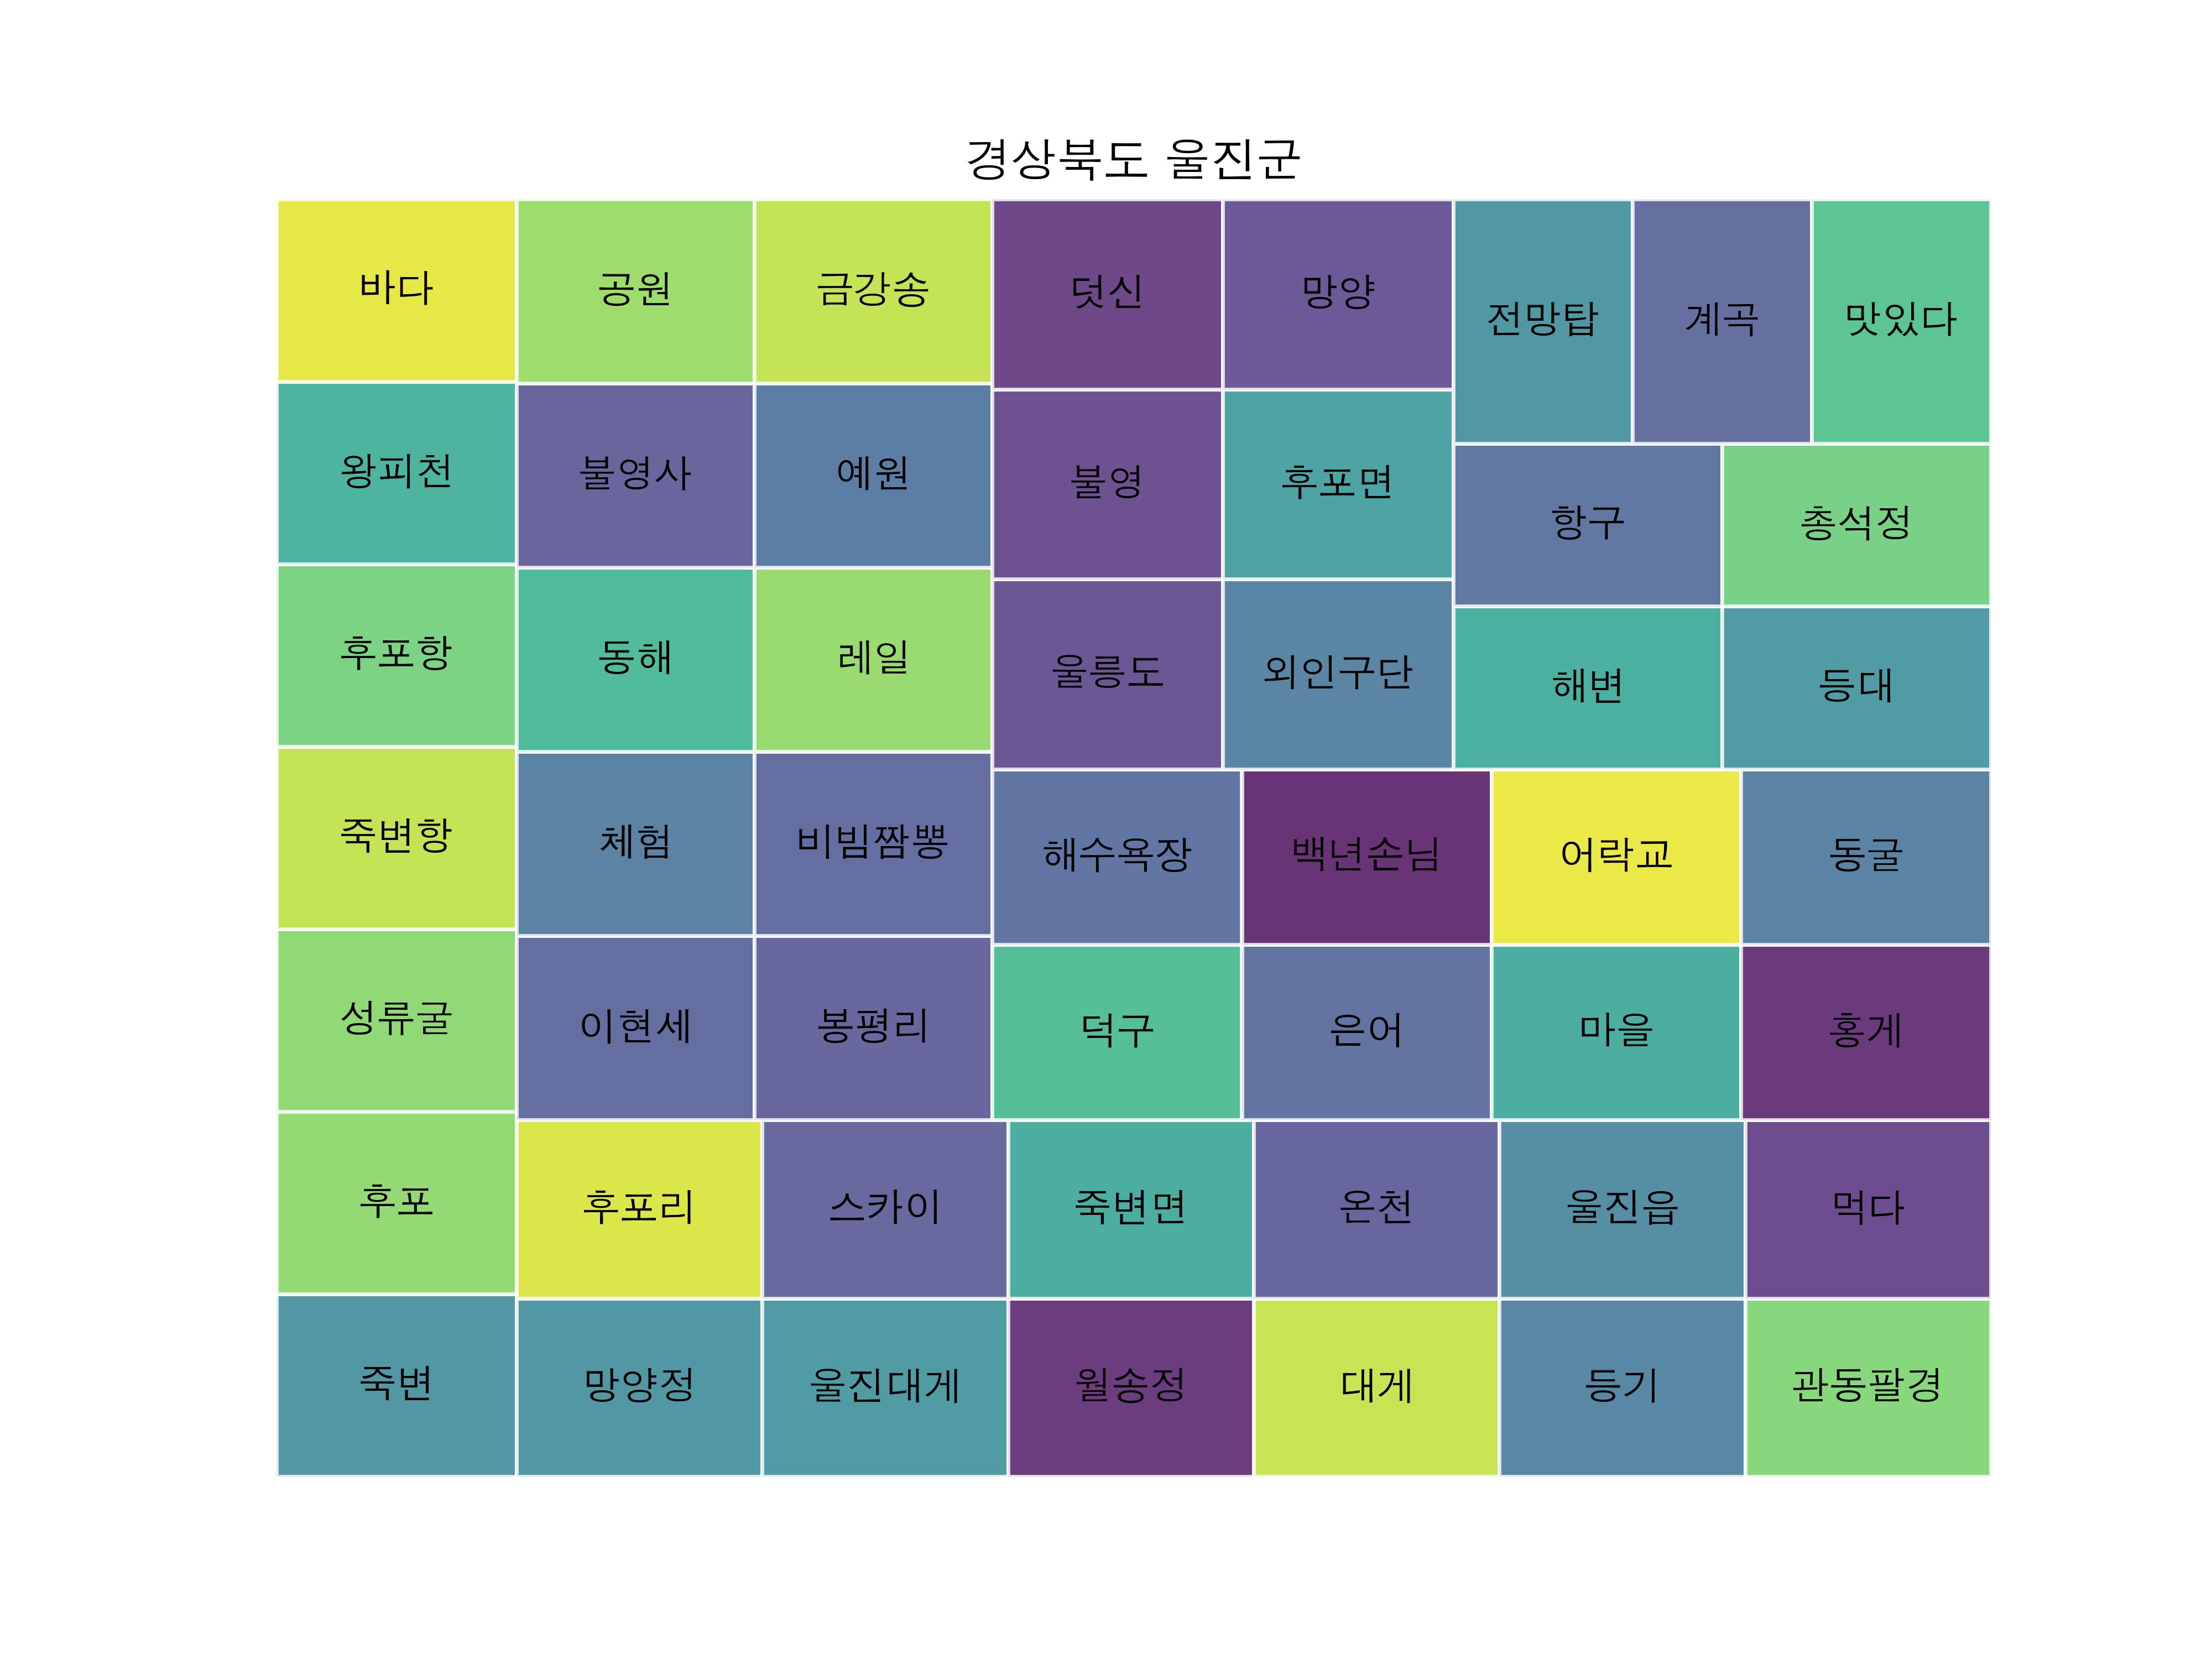 경상북도 울진군
바다
공원
금강송
덧신
망양
전망탑
계곡
맛있다
왕피천
불영사
예원
불영
후포면
항구
총석정
후포항
동해
레일
울릉도
외인구단
해변
등대
죽변항
체험
비빔짬뽕
해수욕장
백년손님
어락교
동굴
성류굴
이현세
봉평리
덕구
은어
마을
홍게
후포
후포리
스카이
죽변면
온천
울진읍
먹다
죽변
망양정
울진대게
월송정
대게
등기
관동팔경